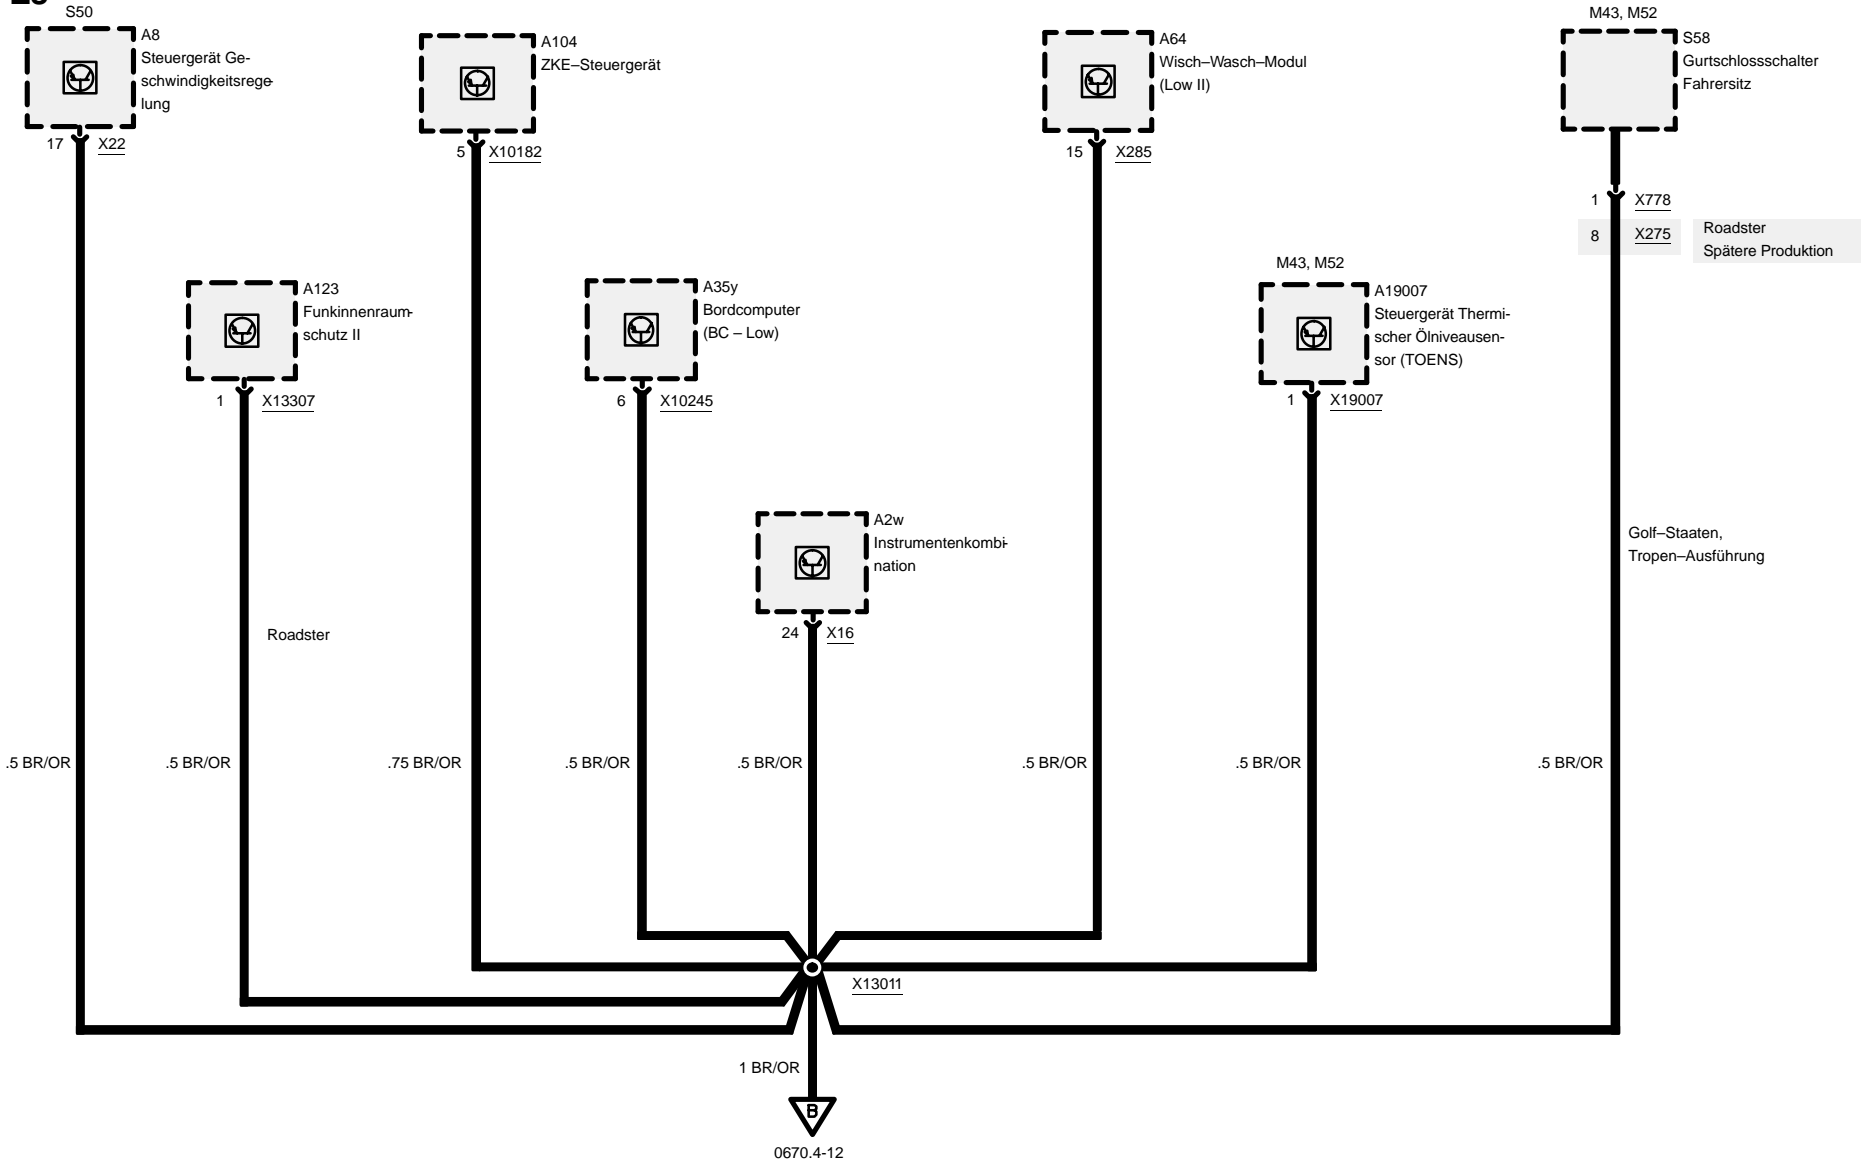 S50
A8
Steuergerät Ge-
schwindigkeitsrege-
lung
17 X22
A104
ZKE–Steuergerät
5 X10182
A64
Wisch–Wasch–Modul
(Low II)
15 X285
M43, M52
S58
Gurtschlossschalter
Fahrersitz
1 X778
8 X275
Roadster
Spätere Produktion
A123
Funkinnenraum-
schutz II
1 X13307
A35y
Bordcomputer
(BC – Low)
6 X10245
M43, M52
A19007
Steuergerät Thermi-
scher Ölniveausen-
sor (TOENS)
1 X19007
A2w
Instrumentenkombi-
nation
24 X16
Golf–Staaten,
Tropen–Ausführung
Roadster
.5 BR/OR
.5 BR/OR
.75 BR/OR
.5 BR/OR
.5 BR/OR
.5 BR/OR
.5 BR/OR
.5 BR/OR
X13011
1 BR/OR
B
0670.4-12